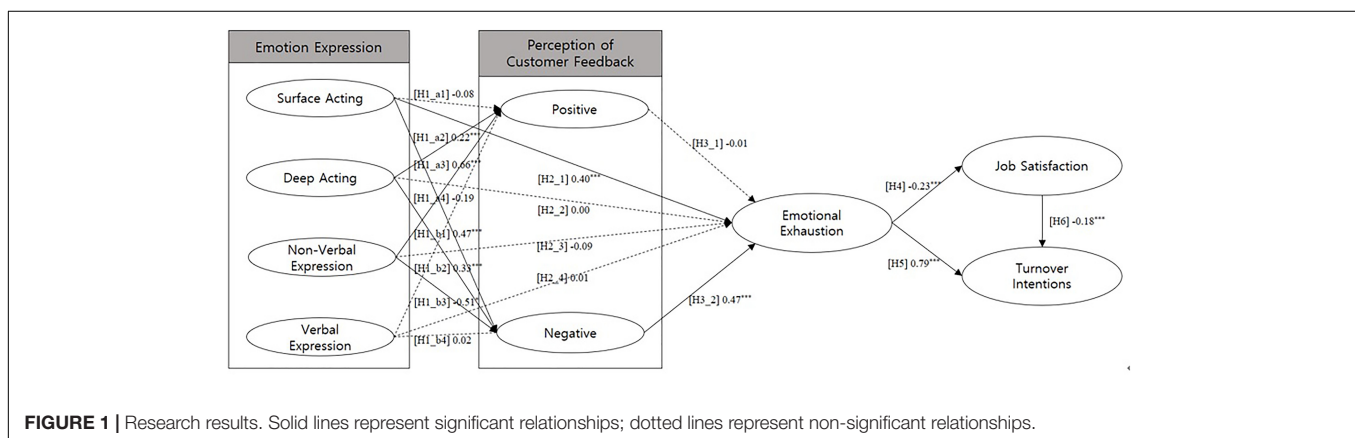 Emotion Expression
Perception of
Customer Feedback
Surface Acting
Deep Acting
Non-Verbal
Expression
Verbal
Expression
[H1_a1] -0.08
[H1_a2] 0.22***
[H1_a3] 0.66***
[H1_a4] -0.19
[H1_b1] 0.47***
[H1_b2] 0.33***
[H1_b3] -0.51*
[H1_b4] 0.02
Positive
Negative
[H2_1] 0.40***
[H2_2] 0.00
[H2_3] -0.09
[H2_4] 0.01
[H3_1] -0.01
[H3_2] 0.47***
Emotional
Exhaustion
[H4] -0.23***
[H5] 0.79***
Job Satisfaction
[H6] -0.18***
Turnover
Intentions
FIGURE 1 | Research results. Solid lines represent significant relationships; dotted lines represent non-significant relationships.